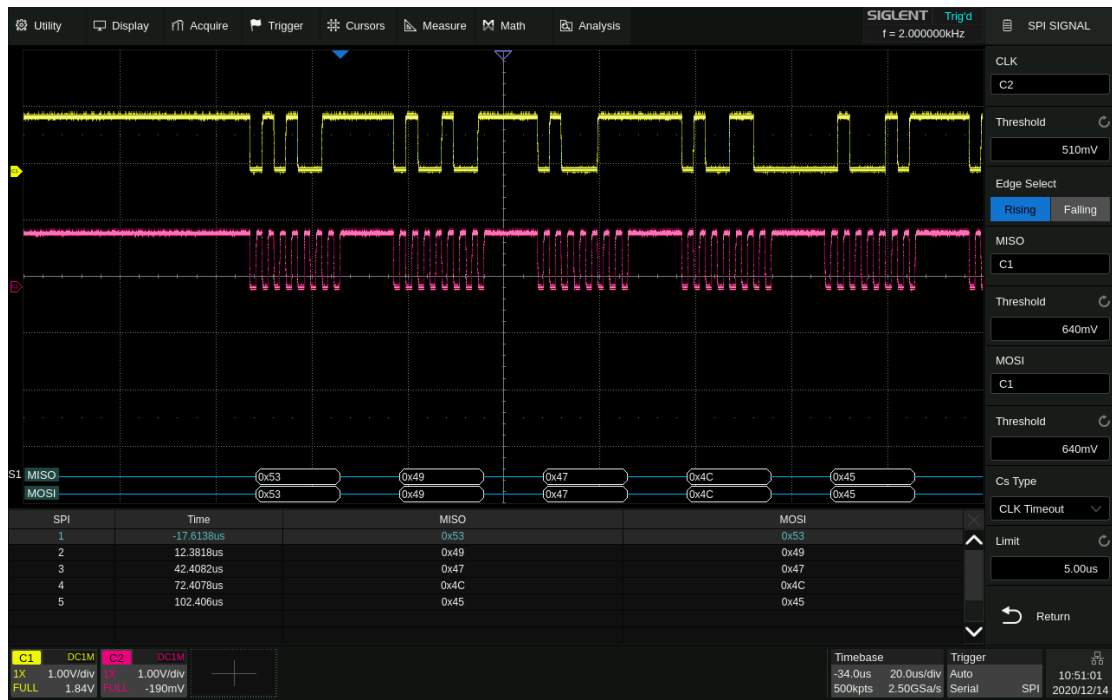 Utility Display Acquire Trigger Cursors Measure Math Analysis
SIGLENT Trig'd
f = 2.000000kHz
SPI SIGNAL
CLK
C2
Threshold
510mV
Edge Select
Rising Falling
MISO
C1
Threshold
640mV
MOSI
C1
Threshold
640mV
Cs Type
CLK Timeout
Limit
5.00us
Return
C1
S1 MISO 0x53 0x49 0x47 0x4C 0x45
MOSI 0x53 0x49 0x47 0x4C 0x45
SPI Time MISO MOSI
1 -17.6138us 0x53 0x53
2 12.3818us 0x49 0x49
3 42.4082us 0x47 0x47
4 72.4078us 0x4C 0x4C
5 102.406us 0x45 0x45
C1 DC1M
1X 1.00V/div
FULL 1.84V
C2 DC1M
1X 1.00V/div
FULL -190mV
Timebase
-34.0us 20.0us/div
500kpts 2.50GSa/s
Trigger
Auto
Serial SPI
10:51:01
2020/12/14